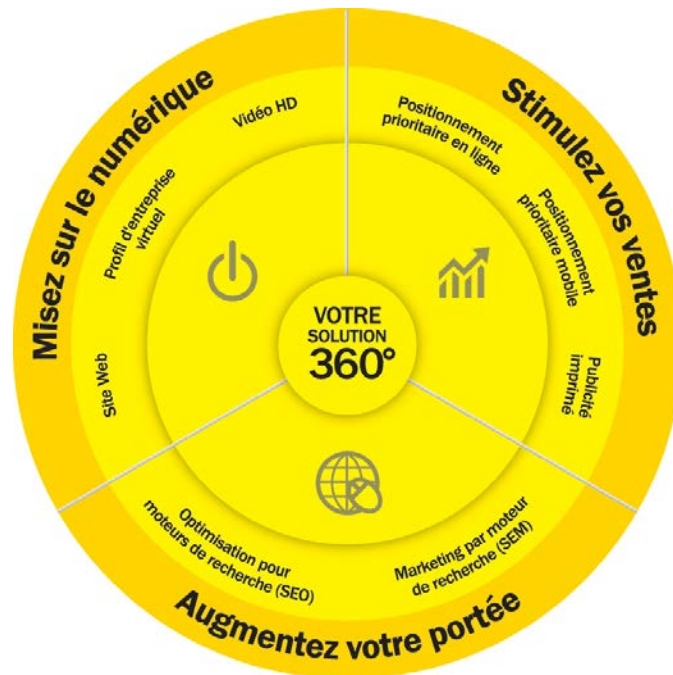 Misez sur le numérique
Vidéo HD
Profil d'entreprise
virtuel
Site Web
Stimulez vos ventes
Positionnement
prioritaire en ligne
Positionnement
prioritaire mobile
Publicité
imprimé
VOTRE
SOLUTION
360°
Optimisation pour
moteurs de recherche (SEO)
Marketing par moteur
de recherche (SEM)
Augmentez votre portée